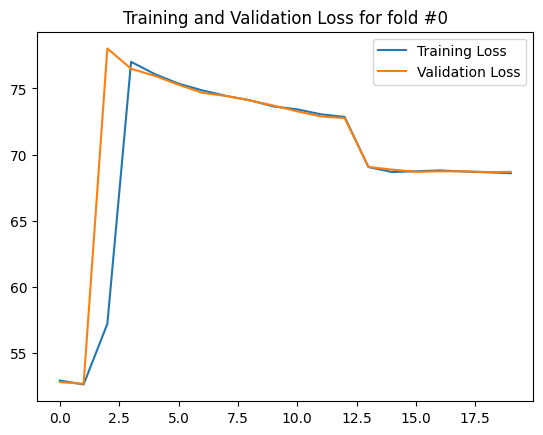 Training and Validation Loss for fold #0
Training Loss
Validation Loss
75
70
65
60
55
0.0 2.5 5.0 7.5 10.0 12.5 15.0 17.5